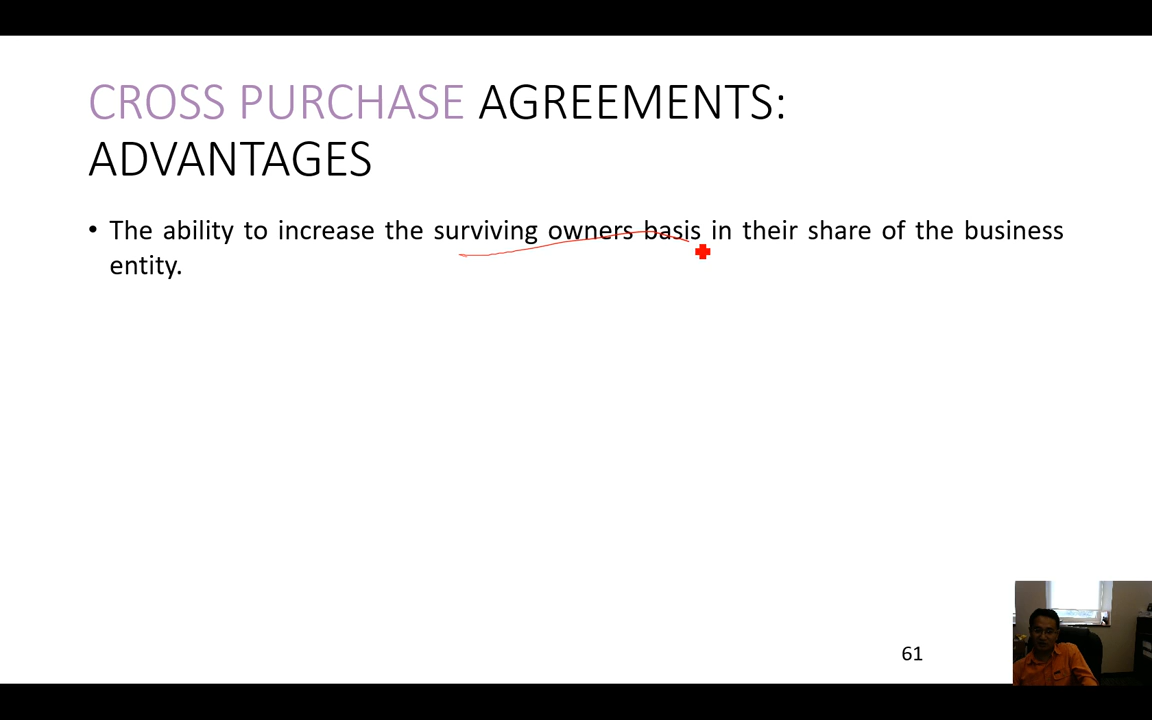 CROSS PURCHASE AGREEMENTS:
ADVANTAGES
• The ability to increase the surviving owners basis in their share of the business
entity.
61